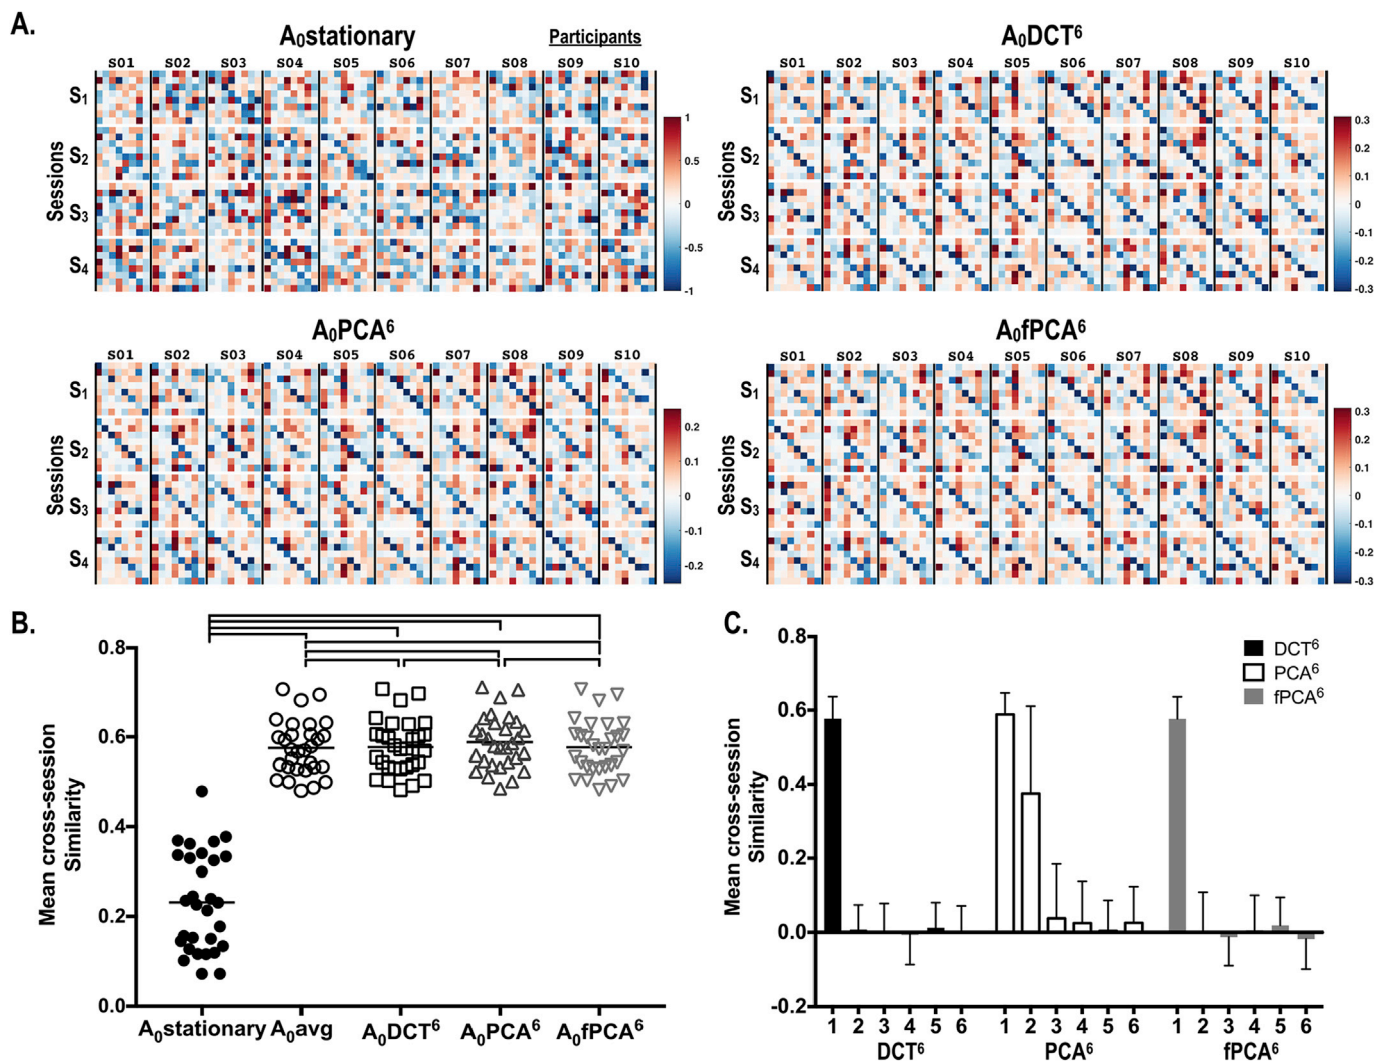 A.
A₀stationary
Participants
S01 S02 S03 S04 S05 S06 S07 S08 S09 S10
Sessions
S₁
S₂
S₃
S₄
1
0.5
0
-0.5
-1
A₀DCT⁶
S01 S02 S03 S04 S05 S06 S07 S08 S09 S10
Sessions
S₁
S₂
S₃
S₄
0.3
0.2
0.1
0
-0.1
-0.2
-0.3
A₀PCA⁶
S01 S02 S03 S04 S05 S06 S07 S08 S09 S10
Sessions
S₁
S₂
S₃
S₄
0.2
0.1
0
-0.1
-0.2
A₀fPCA⁶
S01 S02 S03 S04 S05 S06 S07 S08 S09 S10
Sessions
S₁
S₂
S₃
S₄
0.3
0.2
0.1
0
-0.1
-0.2
-0.3
B.
Mean cross-session
Similarity
0.8
0.6
0.4
0.2
0.0
A₀stationary A₀avg A₀DCT⁶ A₀PCA⁶ A₀fPCA⁶
C.
Mean cross-session
Similarity
0.8
0.6
0.4
0.2
0.0
-0.2
DCT⁶
PCA⁶
fPCA⁶
1 2 3 4 5 6 1 2 3 4 5 6 1 2 3 4 5 6
DCT⁶ PCA⁶ fPCA⁶